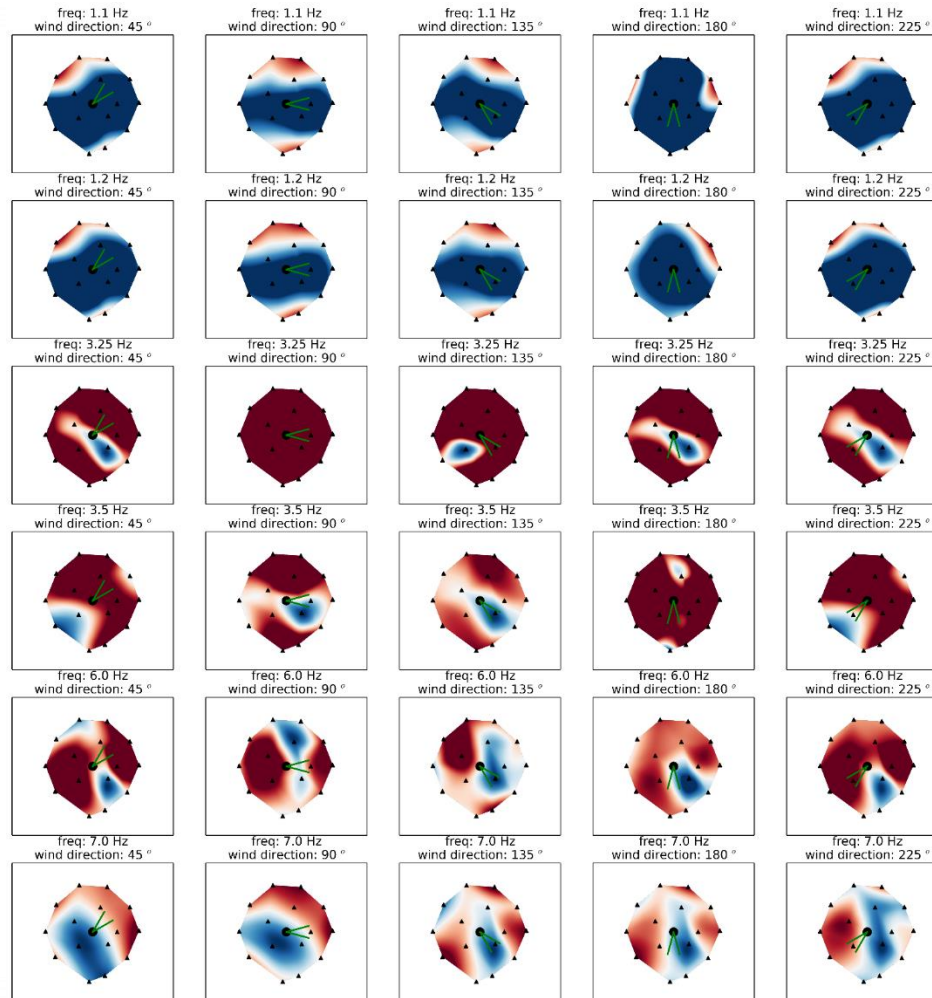 freq: 1.1 Hz
wind direction: 45 °
freq: 1.1 Hz
wind direction: 90 °
freq: 1.1 Hz
wind direction: 135 °
freq: 1.1 Hz
wind direction: 180 °
freq: 1.1 Hz
wind direction: 225 °
freq: 1.2 Hz
wind direction: 45 °
freq: 1.2 Hz
wind direction: 90 °
freq: 1.2 Hz
wind direction: 135 °
freq: 1.2 Hz
wind direction: 180 °
freq: 1.2 Hz
wind direction: 225 °
freq: 3.25 Hz
wind direction: 45 °
freq: 3.25 Hz
wind direction: 90 °
freq: 3.25 Hz
wind direction: 135 °
freq: 3.25 Hz
wind direction: 180 °
freq: 3.25 Hz
wind direction: 225 °
freq: 3.5 Hz
wind direction: 45 °
freq: 3.5 Hz
wind direction: 90 °
freq: 3.5 Hz
wind direction: 135 °
freq: 3.5 Hz
wind direction: 180 °
freq: 3.5 Hz
wind direction: 225 °
freq: 6.0 Hz
wind direction: 45 °
freq: 6.0 Hz
wind direction: 90 °
freq: 6.0 Hz
wind direction: 135 °
freq: 6.0 Hz
wind direction: 180 °
freq: 6.0 Hz
wind direction: 225 °
freq: 7.0 Hz
wind direction: 45 °
freq: 7.0 Hz
wind direction: 90 °
freq: 7.0 Hz
wind direction: 135 °
freq: 7.0 Hz
wind direction: 180 °
freq: 7.0 Hz
wind direction: 225 °